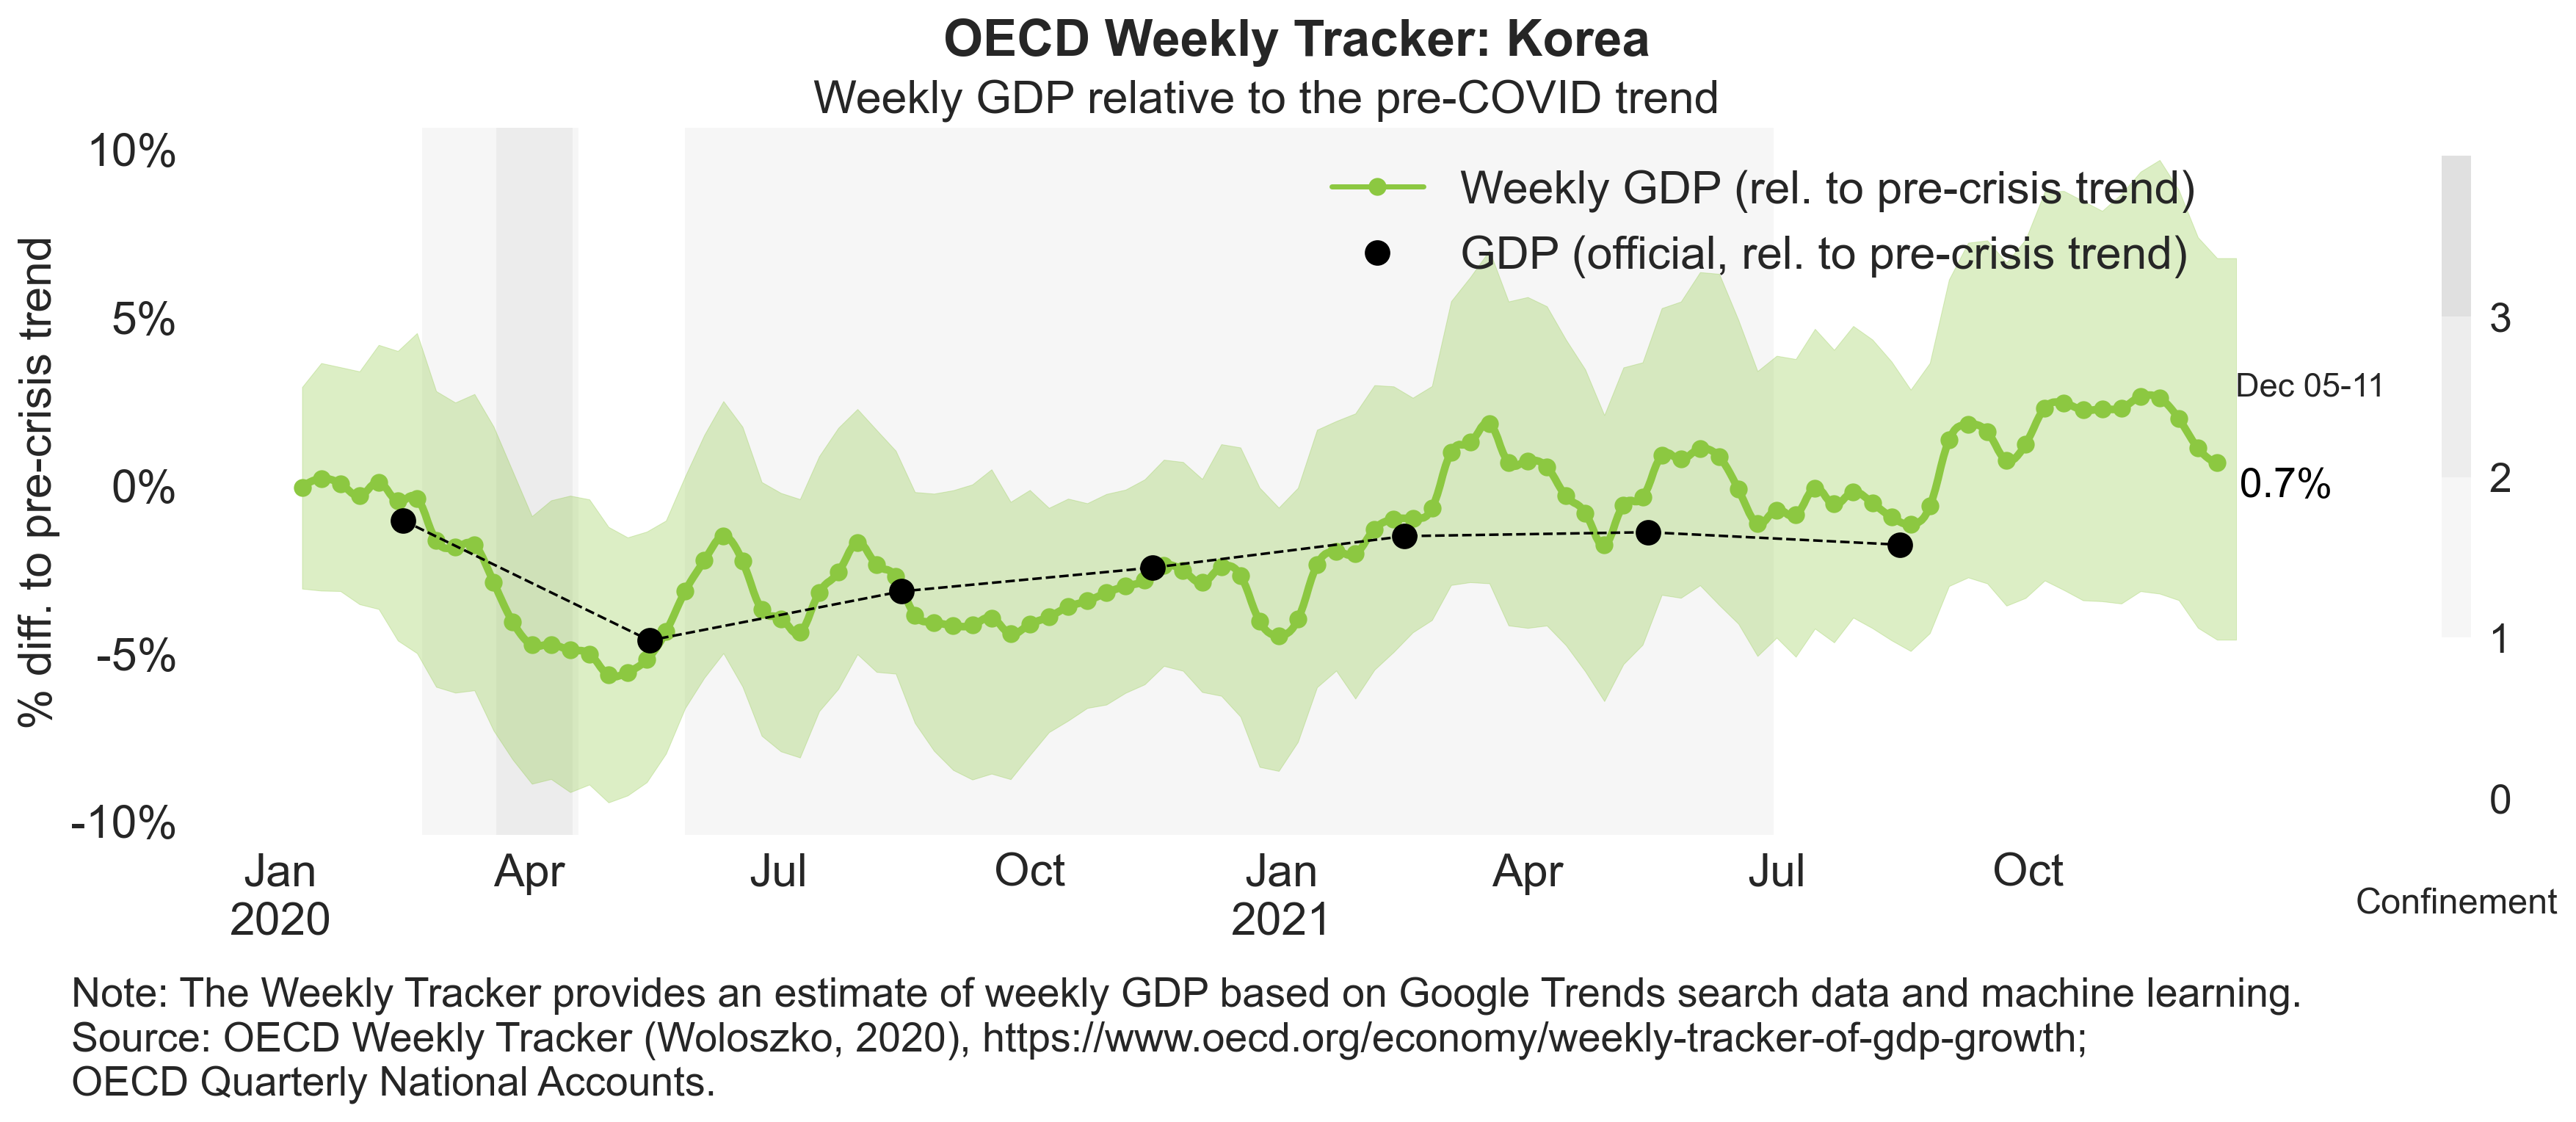 OECD Weekly Tracker: Korea
Weekly GDP relative to the pre-COVID trend
% diff. to pre-crisis trend
10%
5%
0%
-5%
-10%
Weekly GDP (rel. to pre-crisis trend)
GDP (official, rel. to pre-crisis trend)
Dec 05-11
0.7%
3
2
1
0
Confinement
Jan
2020
Apr
Jul
Oct
Jan
2021
Apr
Jul
Oct
Note: The Weekly Tracker provides an estimate of weekly GDP based on Google Trends search data and machine learning.
Source: OECD Weekly Tracker (Woloszko, 2020), https://www.oecd.org/economy/weekly-tracker-of-gdp-growth;
OECD Quarterly National Accounts.